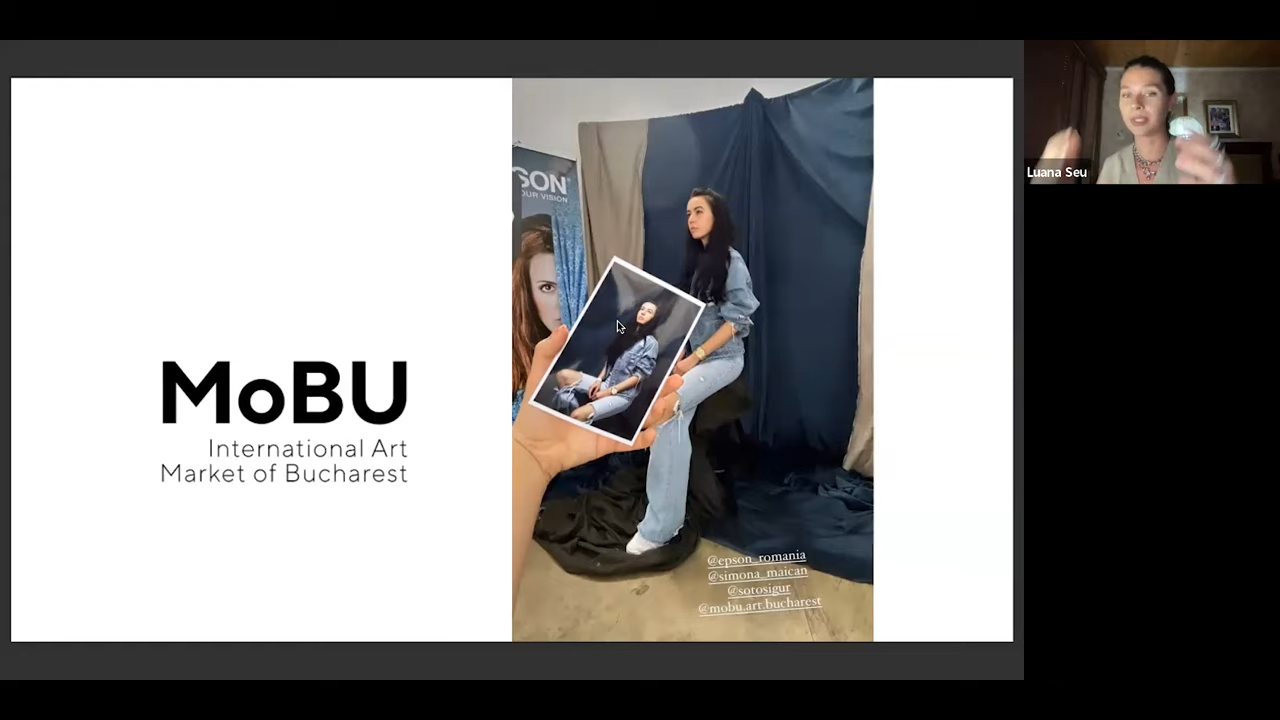 MoBU
International Art
Market of Bucharest
SON
OUR VISION
@epson_romania
@simona_maican
@sotosigur
@mobu.art.bucharest
Luana Seu